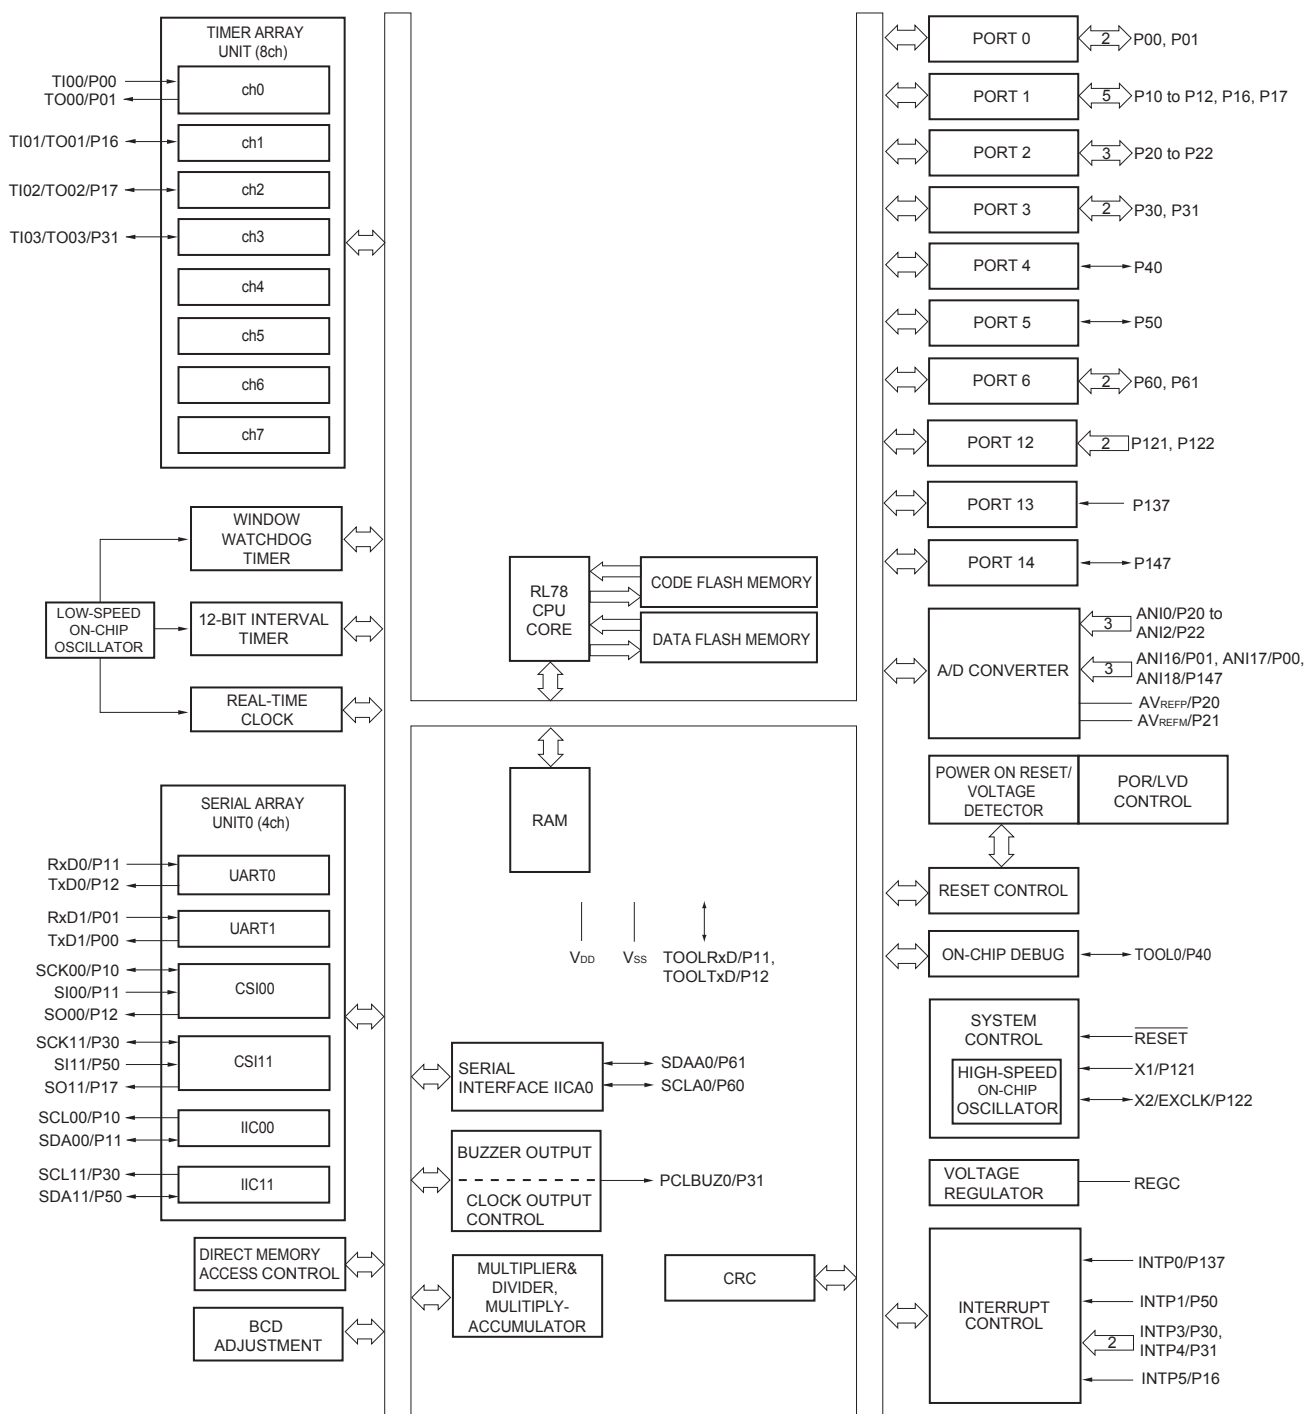 TIMER ARRAY
UNIT (8ch)
TI00/P00
TO00/P01
ch0
TI01/TO01/P16
ch1
TI02/TO02/P17
ch2
TI03/TO03/P31
ch3
ch4
ch5
ch6
ch7
WINDOW
WATCHDOG
TIMER
LOW-SPEED
ON-CHIP
OSCILLATOR
12-BIT INTERVAL
TIMER
REAL-TIME
CLOCK
SERIAL ARRAY
UNIT0 (4ch)
RxD0/P11
TxD0/P12
UART0
RxD1/P01
TxD1/P00
UART1
SCK00/P10
SI00/P11
SO00/P12
CSI00
SCK11/P30
SI11/P50
SO11/P17
CSI11
SCL00/P10
SDA00/P11
IIC00
SCL11/P30
SDA11/P50
IIC11
DIRECT MEMORY
ACCESS CONTROL
BCD
ADJUSTMENT
RL78
CPU
CORE
CODE FLASH MEMORY
DATA FLASH MEMORY
RAM
VDD
VSS
TOOLRxD/P11,
TOOLTxD/P12
SERIAL
INTERFACE IICA0
SDAA0/P61
SCLA0/P60
BUZZER OUTPUT
CLOCK OUTPUT
CONTROL
PCLBUZ0/P31
MULTIPLIER&
DIVIDER,
MULITIPLY-
ACCUMULATOR
CRC
PORT 0
2
P00, P01
PORT 1
5
P10 to P12, P16, P17
PORT 2
3
P20 to P22
PORT 3
2
P30, P31
PORT 4
P40
PORT 5
P50
PORT 6
2
P60, P61
PORT 12
2
P121, P122
PORT 13
P137
PORT 14
P147
A/D CONVERTER
3
ANI0/P20 to
ANI2/P22
3
ANI16/P01, ANI17/P00,
ANI18/P147
AVREFP/P20
AVREFM/P21
POWER ON RESET/
VOLTAGE
DETECTOR
POR/LVD
CONTROL
RESET CONTROL
ON-CHIP DEBUG
TOOL0/P40
SYSTEM
CONTROL
HIGH-SPEED
ON-CHIP
OSCILLATOR
RESET
X1/P121
X2/EXCLK/P122
VOLTAGE
REGULATOR
REGC
INTERRUPT
CONTROL
INTP0/P137
INTP1/P50
2
INTP3/P30,
INTP4/P31
INTP5/P16